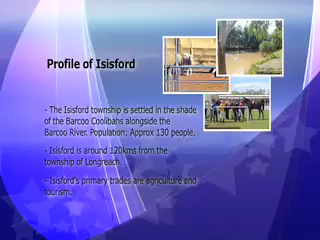 Profile of Isisford
- The Isisford township is settled in the shade
of the Barcoo Coolibahs alongside the
Barcoo River. Population: Approx 130 people.
- Isisford is around 120kms from the
township of Longreach.
- Isisford's primary trades are agriculture and
tourism.